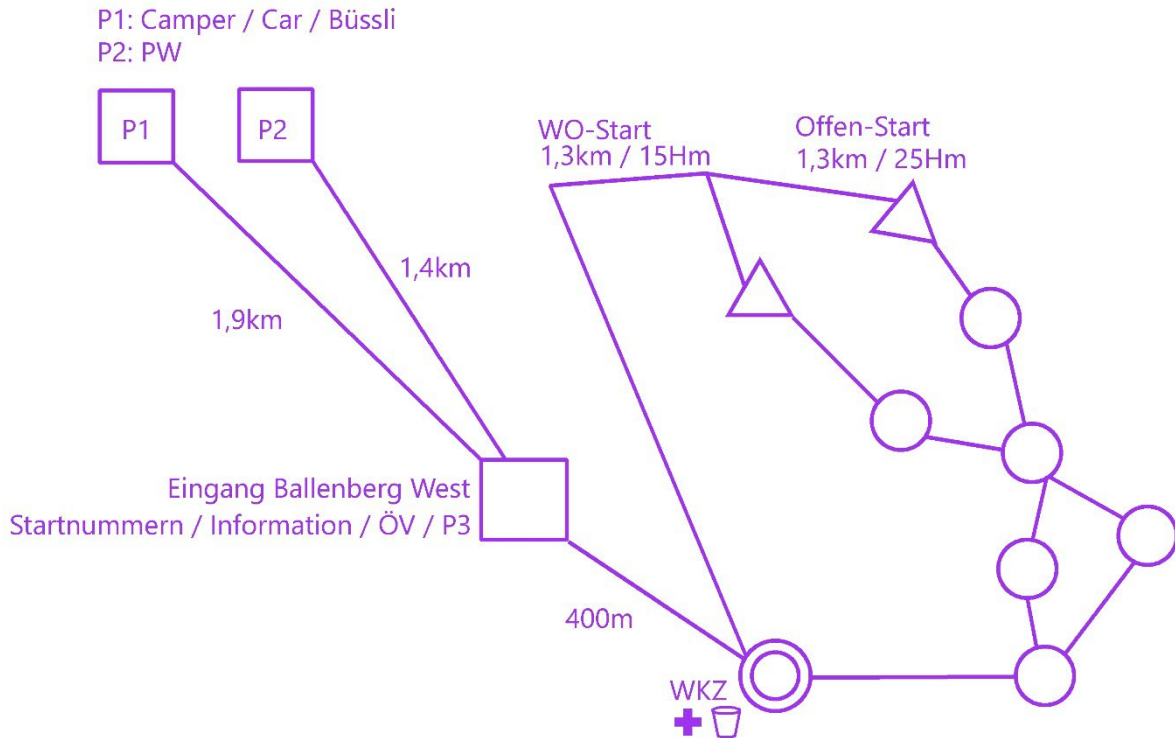 P1: Camper / Car / Büssli
P2: PW
P1
P2
WO-Start
1,3km / 15Hm
Offen-Start
1,3km / 25Hm
1,4km
1,9km
Eingang Ballenberg West
Startnummern / Information / ÖV / P3
400m
WKZ